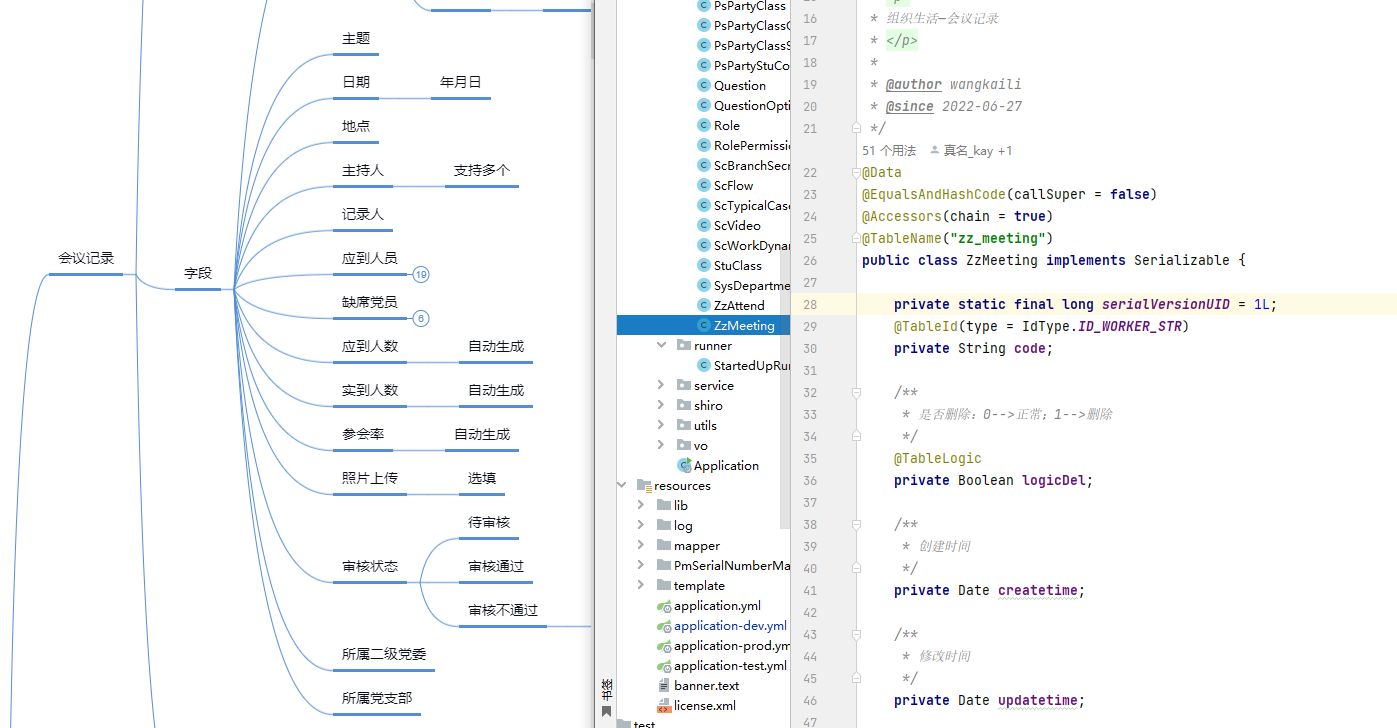 主题
日期
年月日
地点
主持人
支持多个
记录人
会议记录
字段
应到人员
19
缺席党员
6
应到人数
自动生成
实到人数
自动生成
参会率
自动生成
照片上传
选填
待审核
审核状态
审核通过
审核不通过
所属二级党委
所属党支部
PsPartyClass
PsPartyClassC
PsPartyClassS
PsPartyStuCo
Question
QuestionOpti
Role
RolePermissi
ScBranchSecr
ScFlow
ScTypicalCase
ScVideo
ScWorkDynar
StuClass
SysDepartme
ZzAttend
ZzMeeting
runner
StartedUpRu
service
shiro
utils
vo
Application
resources
lib
log
mapper
PmSerialNumberMa
template
application.yml
application-dev.yml
application-prod.ym
application-test.yml
banner.text
license.xml
test
书签
16 * 组织生活—会议记录
17 * </p>
18 *
19 * @author wangkaili
20 * @since 2022-06-27
21 */
51 个用法 真名_kay +1
22 @Data
23 @EqualsAndHashCode(callSuper = false)
24 @Accessors(chain = true)
25 @TableName("zz_meeting")
26 public class ZzMeeting implements Serializable {
27
28 private static final long serialVersionUID = 1L;
29 @TableId(type = IdType.ID_WORKER_STR)
30 private String code;
31
32 /**
33 * 是否删除：0-->正常；1-->删除
34 */
35 @TableLogic
36 private Boolean logicDel;
37
38 /**
39 * 创建时间
40 */
41 private Date createtime;
42
43 /**
44 * 修改时间
45 */
46 private Date updatetime;
47